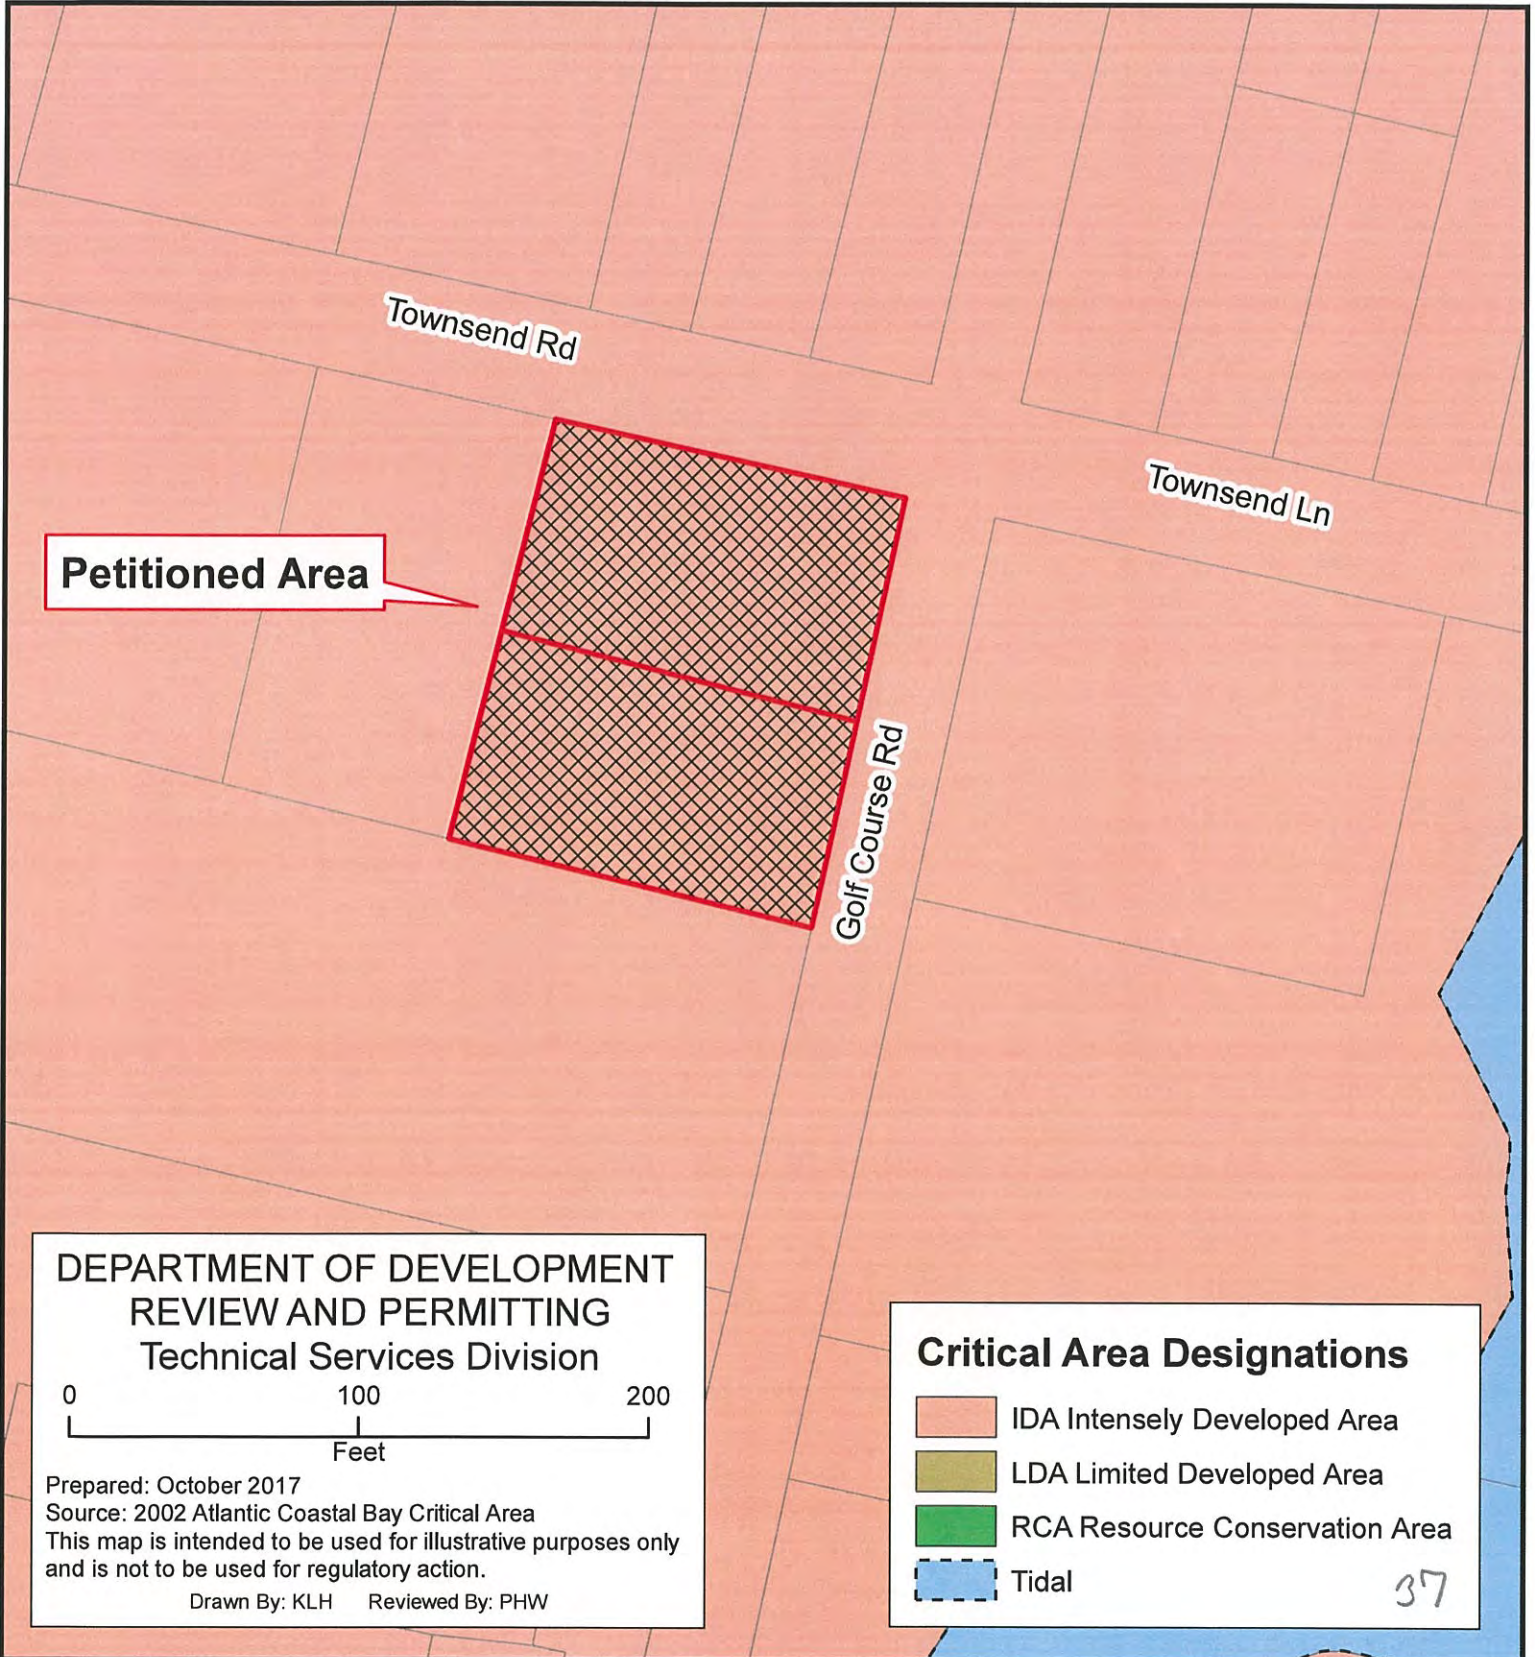 Townsend Rd
Townsend Ln
Petitioned Area
Golf Course Rd
DEPARTMENT OF DEVELOPMENT
REVIEW AND PERMITTING
Technical Services Division
0 100 200
Feet
Prepared: October 2017
Source: 2002 Atlantic Coastal Bay Critical Area
This map is intended to be used for illustrative purposes only
and is not to be used for regulatory action.
Drawn By: KLH Reviewed By: PHW
Critical Area Designations
IDA Intensely Developed Area
LDA Limited Developed Area
RCA Resource Conservation Area
Tidal
37